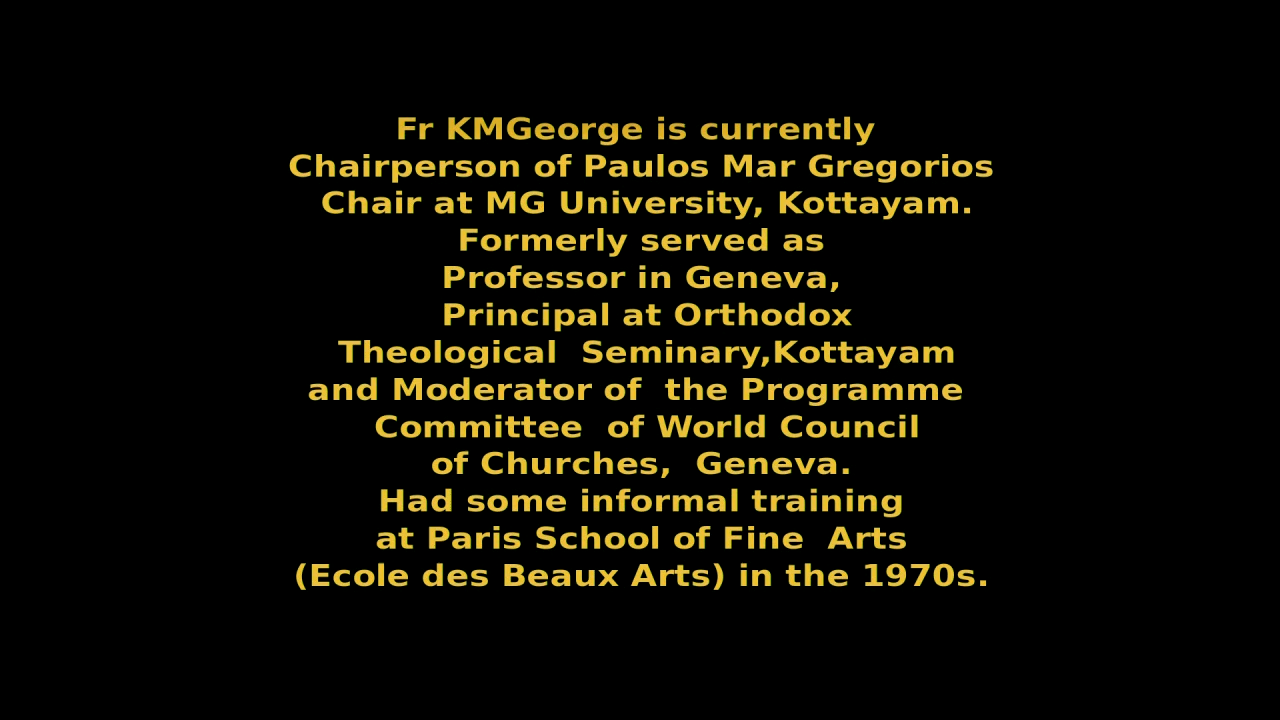 Fr KMGeorge is currently
Chairperson of Paulos Mar Gregorios
Chair at MG University, Kottayam.
Formerly served as
Professor in Geneva,
Principal at Orthodox
Theological  Seminary,Kottayam
and Moderator of  the Programme
Committee  of World Council
of Churches,  Geneva.
Had some informal training
at Paris School of Fine  Arts
(Ecole des Beaux Arts) in the 1970s.